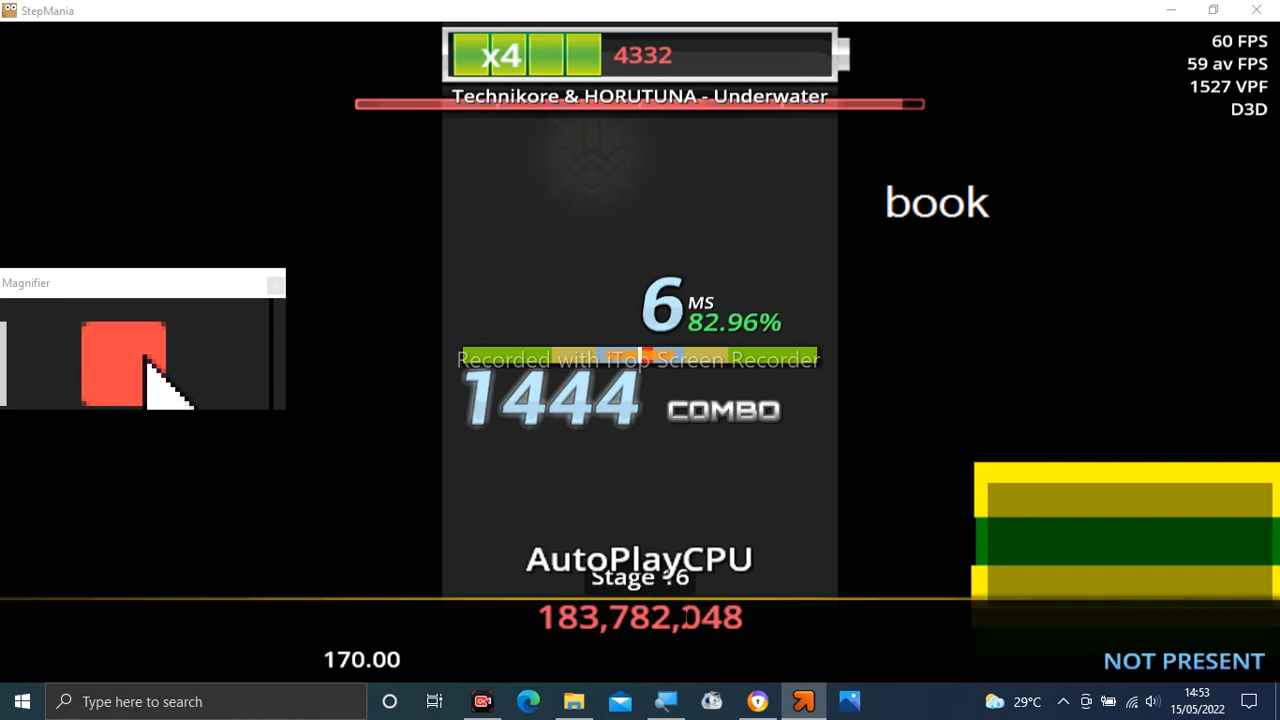 StepMania
60 FPS
59 av FPS
1527 VPF
D3D
x4 4332
Technikore & HORUTUNA - Underwater
book
Magnifier
6 MS
82.96%
Recorded with iTop Screen Recorder
1444 COMBO
AutoPlayCPU
Stage 16
183,782,048
170.00
NOT PRESENT
Type here to search
29°C
14:53
15/05/2022